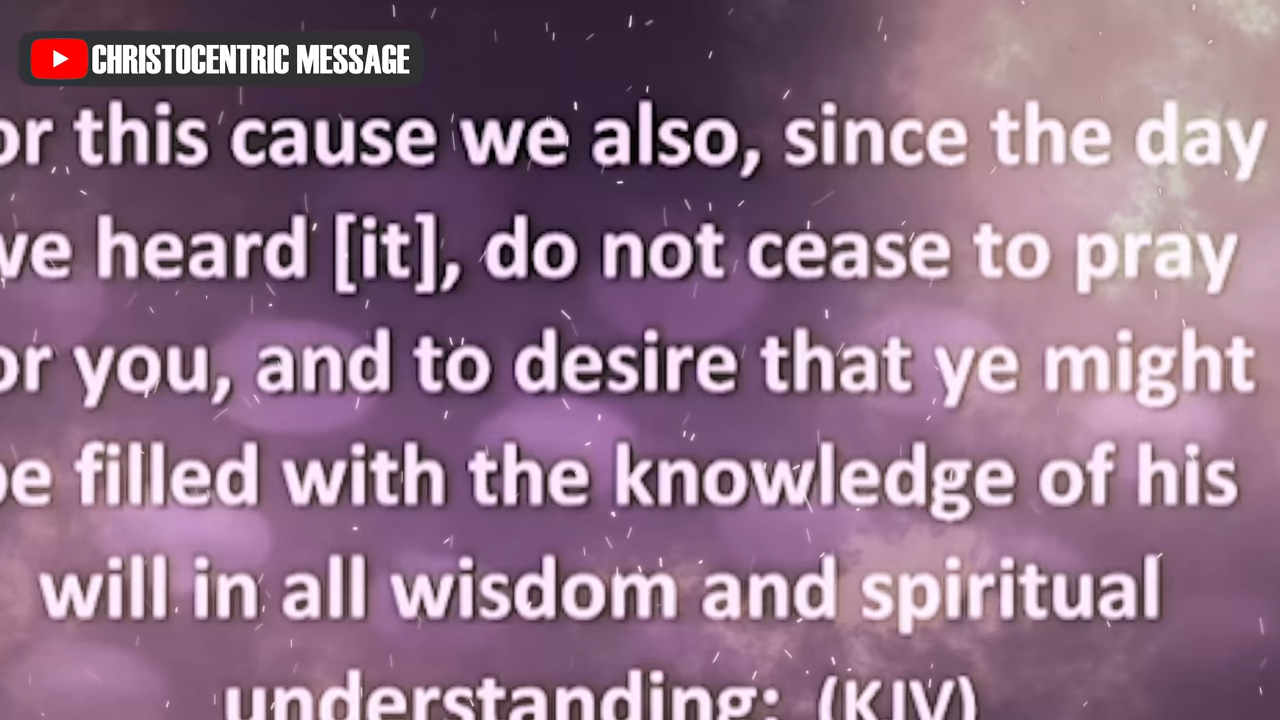 CHRISTOCENTRIC MESSAGE
or this cause we also, since the day
we heard [it], do not cease to pray
or you, and to desire that ye might
be filled with the knowledge of his
will in all wisdom and spiritual
understanding; (KJV)